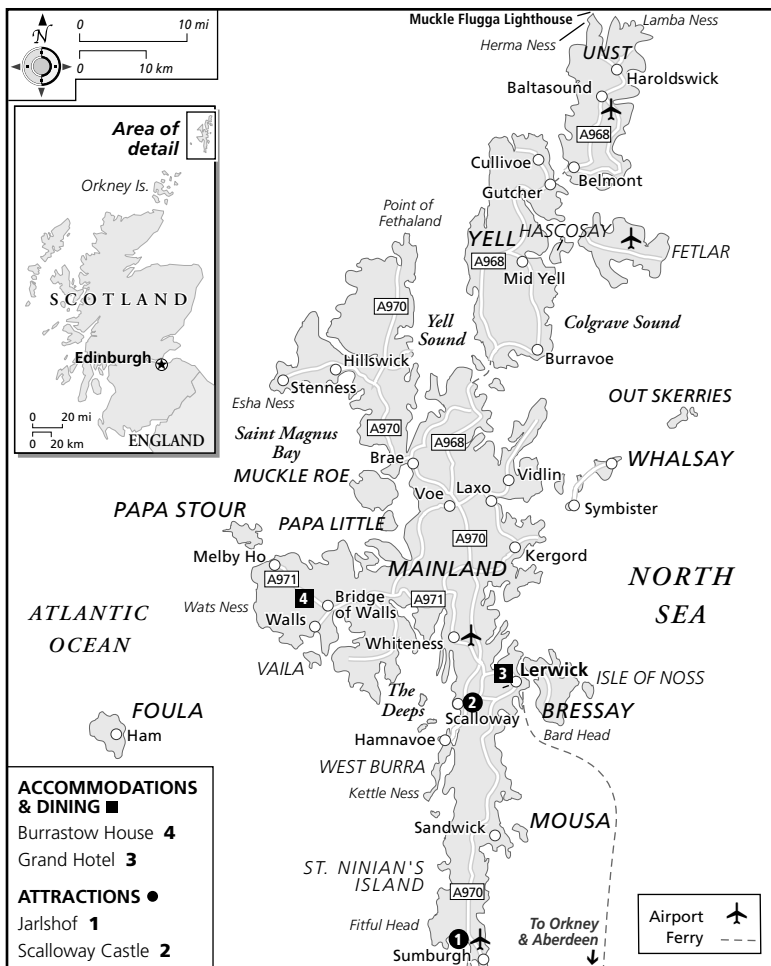 N
0 10 mi
0 10 km
Area of
detail
Orkney Is.
SCOTLAND
Edinburgh
0 20 mi
0 20 km
ENGLAND
Muckle Flugga Lighthouse
Lamba Ness
Herma Ness
UNST
Haroldswick
Baltasound
A968
Cullivoe
Belmont
Gutcher
Point of
Fethaland
YELL
HASCOSAY
FETLAR
A968
Mid Yell
A970
Yell
Sound
Colgrave Sound
Burravoe
Hillswick
Stenness
Esha Ness
OUT SKERRIES
Saint Magnus
Bay
A970
A968
Brae
MUCKLE ROE
Vidlin
WHALSAY
Voe
Laxo
Symbister
PAPA STOUR
PAPA LITTLE
A970
Kergord
Melby Ho
MAINLAND
NORTH
SEA
A971
4
Wats Ness
Bridge
of Walls
A971
ATLANTIC
OCEAN
Walls
Whiteness
VAILA
3
Lerwick
ISLE OF NOSS
The
Deeps
2
Scalloway
BRESSAY
FOULA
Ham
Hamnavoe
Bard Head
WEST BURRA
Kettle Ness
Sandwick
MOUSA
ST. NINIAN'S
ISLAND
A970
Fitful Head
1
Sumburgh
To Orkney
& Aberdeen
ACCOMMODATIONS
& DINING
Burrastow House 4
Grand Hotel 3
ATTRACTIONS
Jarlshof 1
Scalloway Castle 2
Airport
Ferry